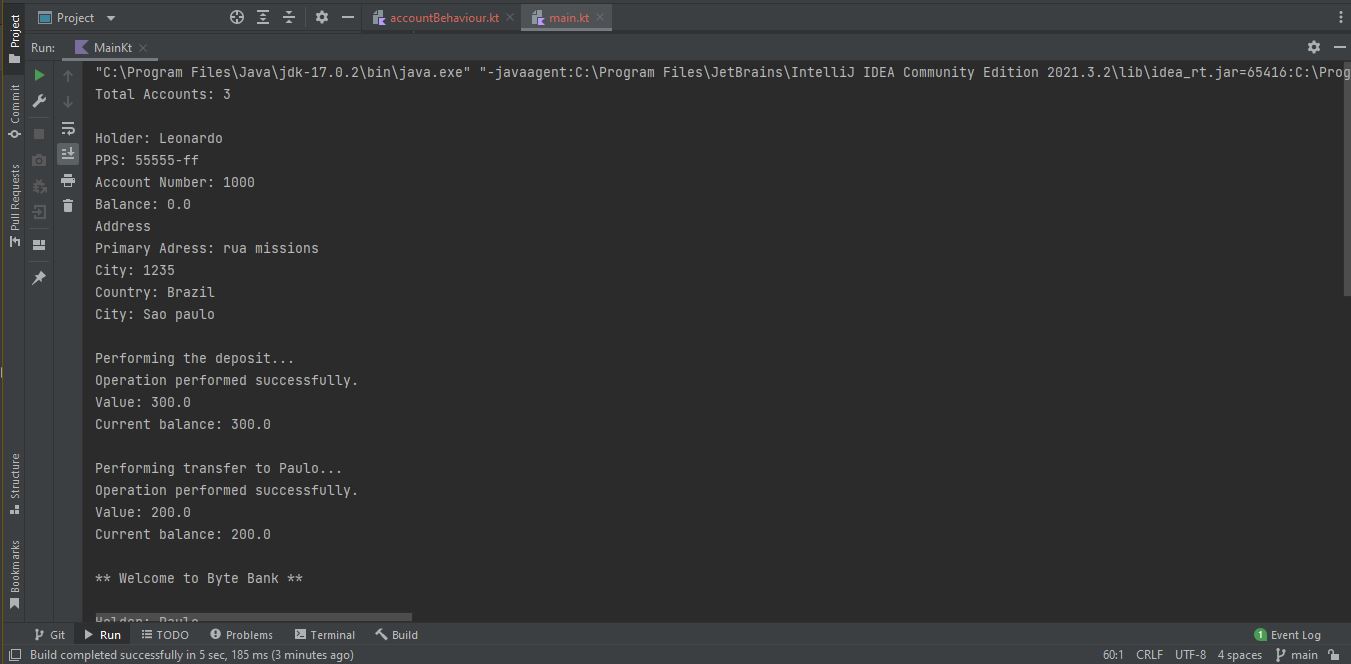 Project
accountBehaviour.kt
main.kt
Project
Run:
MainKt
"C:\Program Files\Java\jdk-17.0.2\bin\java.exe" "-javaagent:C:\Program Files\JetBrains\IntelliJ IDEA Community Edition 2021.3.2\lib\idea_rt.jar=65416:C:\Prog
Total Accounts: 3
Commit
Pull Requests
Holder: Leonardo
PPS: 55555-ff
Account Number: 1000
Balance: 0.0
Address
Primary Adress: rua missions
City: 1235
Country: Brazil
City: Sao paulo
Performing the deposit...
Operation performed successfully.
Value: 300.0
Current balance: 300.0
Structure
Bookmarks
Performing transfer to Paulo...
Operation performed successfully.
Value: 200.0
Current balance: 200.0
** Welcome to Byte Bank **
Holder: Paulo
Git
Run
TODO
Problems
Terminal
Build
1 Event Log
Build completed successfully in 5 sec, 185 ms (3 minutes ago)
60:1 CRLF UTF-8 4 spaces main